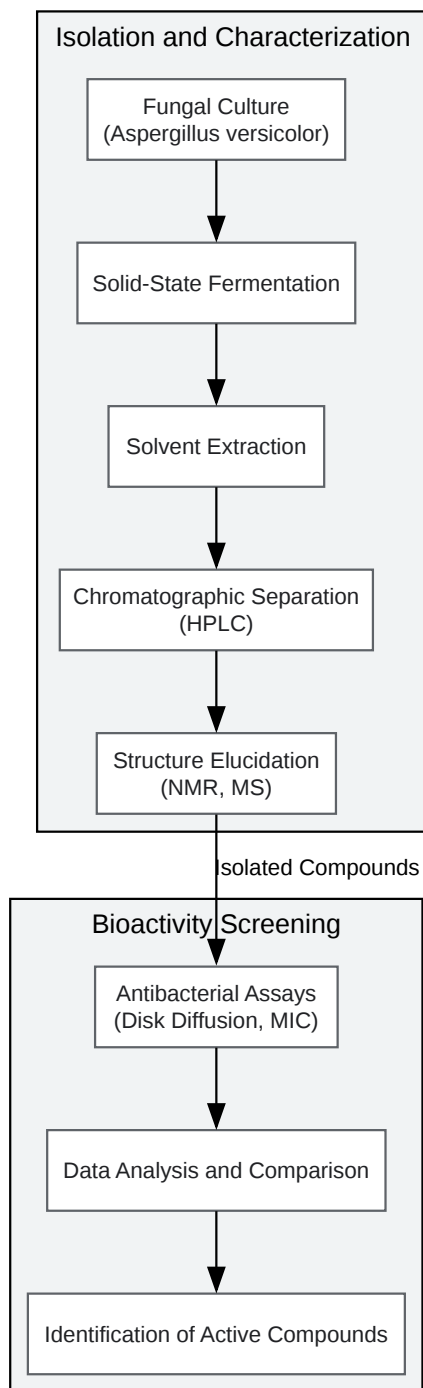 Isolation and Characterization
Fungal Culture
(Aspergillus versicolor)
Solid-State Fermentation
Solvent Extraction
Chromatographic Separation
(HPLC)
Structure Elucidation
(NMR, MS)
Isolated Compounds
Bioactivity Screening
Antibacterial Assays
(Disk Diffusion, MIC)
Data Analysis and Comparison
Identification of Active Compounds